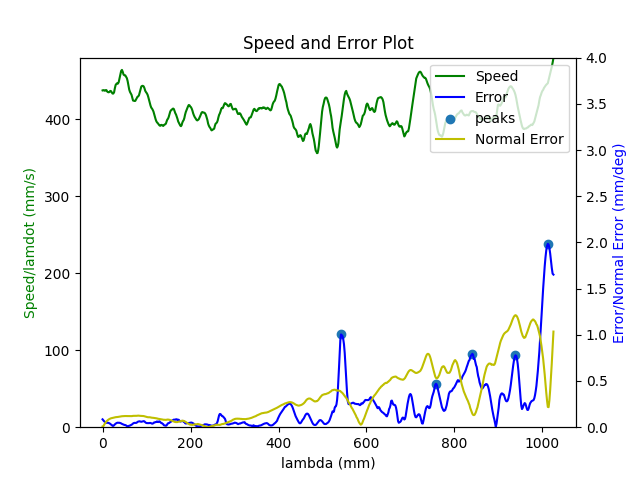 Speed and Error Plot
Speed
Error
peaks
Normal Error
Speed/lamdot (mm/s)
400
300
200
100
0
4.0
3.5
3.0
2.5
2.0
1.5
1.0
0.5
0.0
Error/Normal Error (mm/deg)
0
200
400
600
800
1000
lambda (mm)